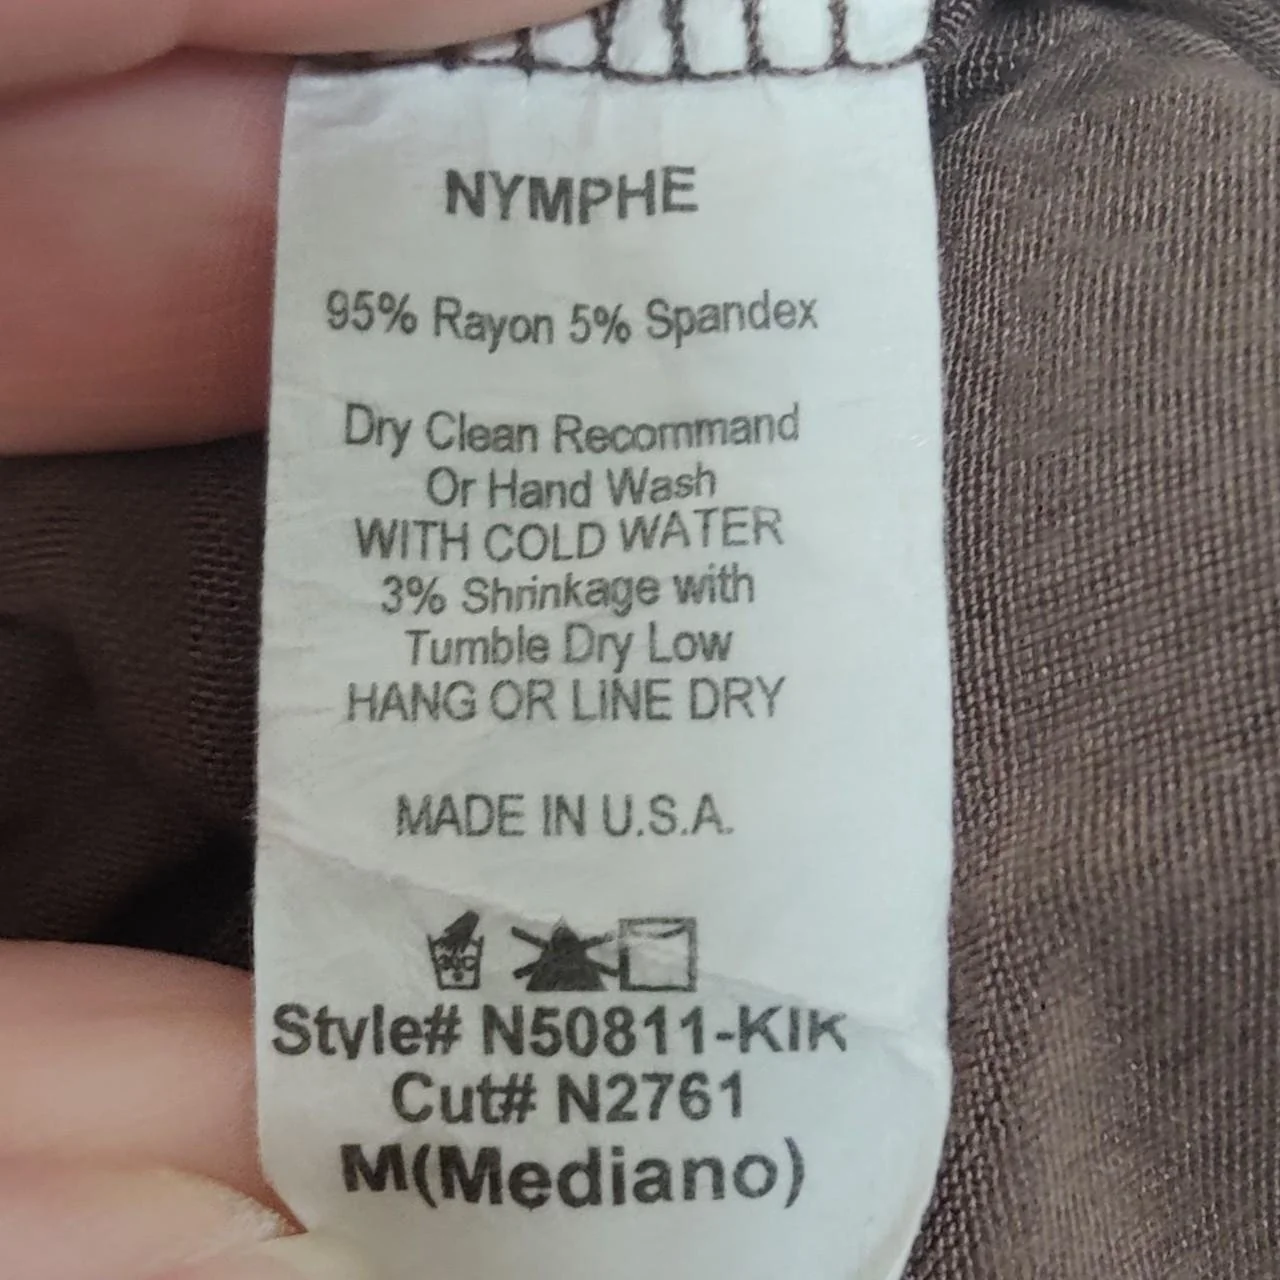 NYMPHE
95% Rayon 5% Spandex
Dry Clean Recommand
Or Hand Wash
WITH COLD WATER
3% Shrinkage with
Tumble Dry Low
HANG OR LINE DRY
MADE IN U.S.A.
Style# N50811-KIK
Cut# N2761
M(Mediano)